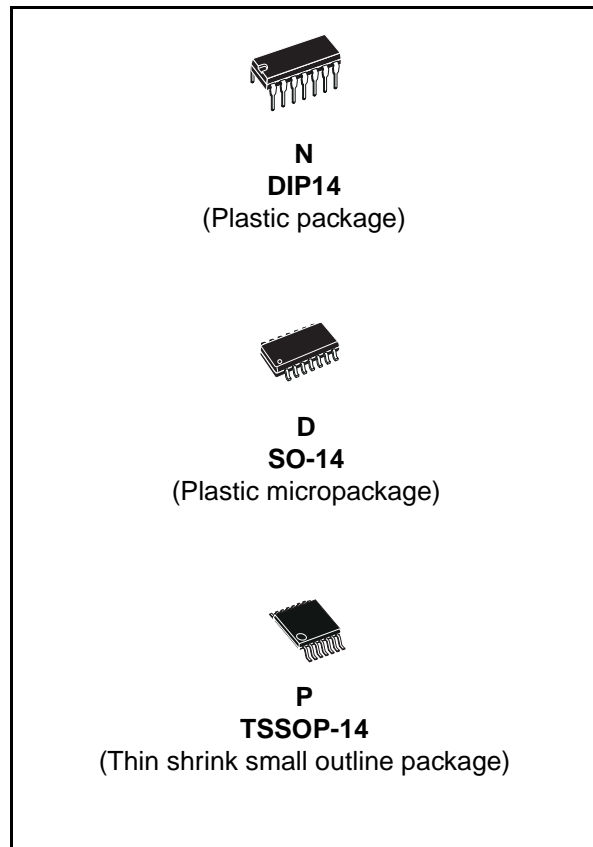 N
DIP14
(Plastic package)
D
SO-14
(Plastic micropackage)
P
TSSOP-14
(Thin shrink small outline package)